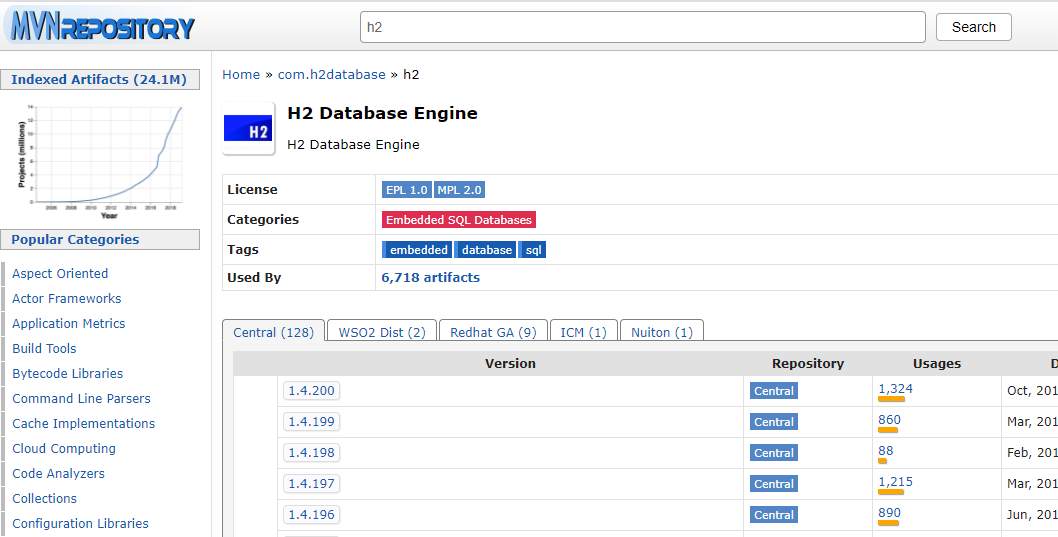 MVNREPOSITORY
h2
Search
Indexed Artifacts (24.1M)
Projects (millions)
14
12
10
8
6
4
2
0
2006 2008 2010 2012 2014 2016 2018
Year
Popular Categories
Aspect Oriented
Actor Frameworks
Application Metrics
Build Tools
Bytecode Libraries
Command Line Parsers
Cache Implementations
Cloud Computing
Code Analyzers
Collections
Configuration Libraries
Home » com.h2database » h2
H2
H2 Database Engine
H2 Database Engine
License EPL 1.0 MPL 2.0
Categories Embedded SQL Databases
Tags embedded database sql
Used By 6,718 artifacts
Central (128) WSO2 Dist (2) Redhat GA (9) ICM (1) Nuiton (1)
Version Repository Usages D
1.4.200 Central 1,324 Oct, 201
1.4.199 Central 860 Mar, 201
1.4.198 Central 88 Feb, 201
1.4.197 Central 1,215 Mar, 201
1.4.196 Central 890 Jun, 201